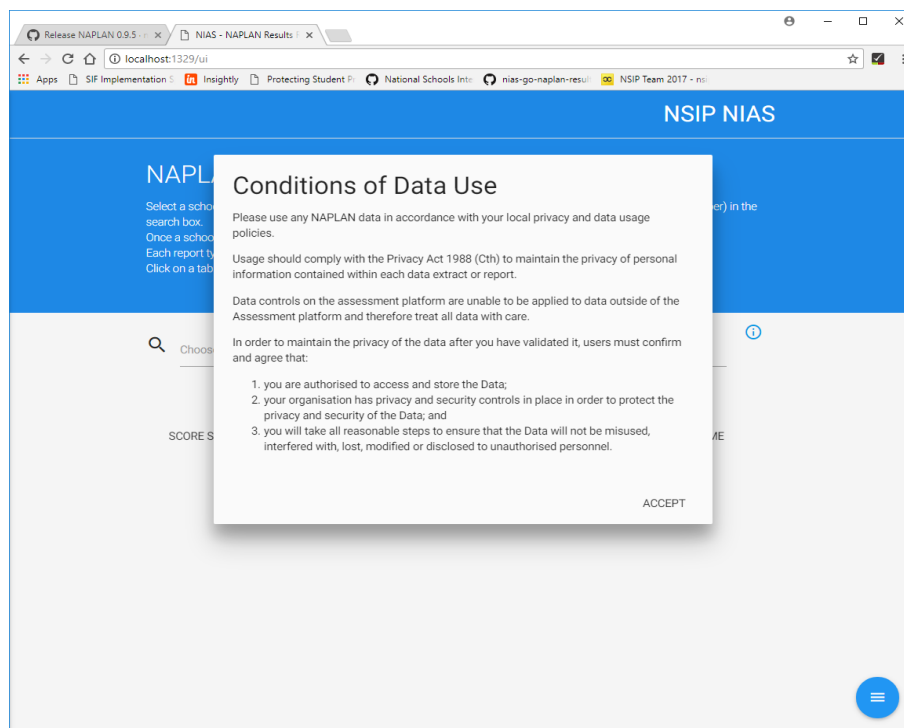 Release NAPLAN 0.9.5 - n
NIAS - NAPLAN Results R
localhost:1329/ui
Apps
SIF Implementation S
Insightly
Protecting Student Pr
National Schools Inte
nias-go-naplan-result
NSIP Team 2017 - nsi
NSIP NIAS
NAPLA
Select a schoo
er) in the
search box.
Once a schoo
Each report ty
Click on a tab
Conditions of Data Use
Please use any NAPLAN data in accordance with your local privacy and data usage
policies.
Usage should comply with the Privacy Act 1988 (Cth) to maintain the privacy of personal
information contained within each data extract or report.
Data controls on the assessment platform are unable to be applied to data outside of the
Assessment platform and therefore treat all data with care.
In order to maintain the privacy of the data after you have validated it, users must confirm
and agree that:
1. you are authorised to access and store the Data;
2. your organisation has privacy and security controls in place in order to protect the
privacy and security of the Data; and
3. you will take all reasonable steps to ensure that the Data will not be misused,
interfered with, lost, modified or disclosed to unauthorised personnel.
ACCEPT
Choos
SCORE S
ME